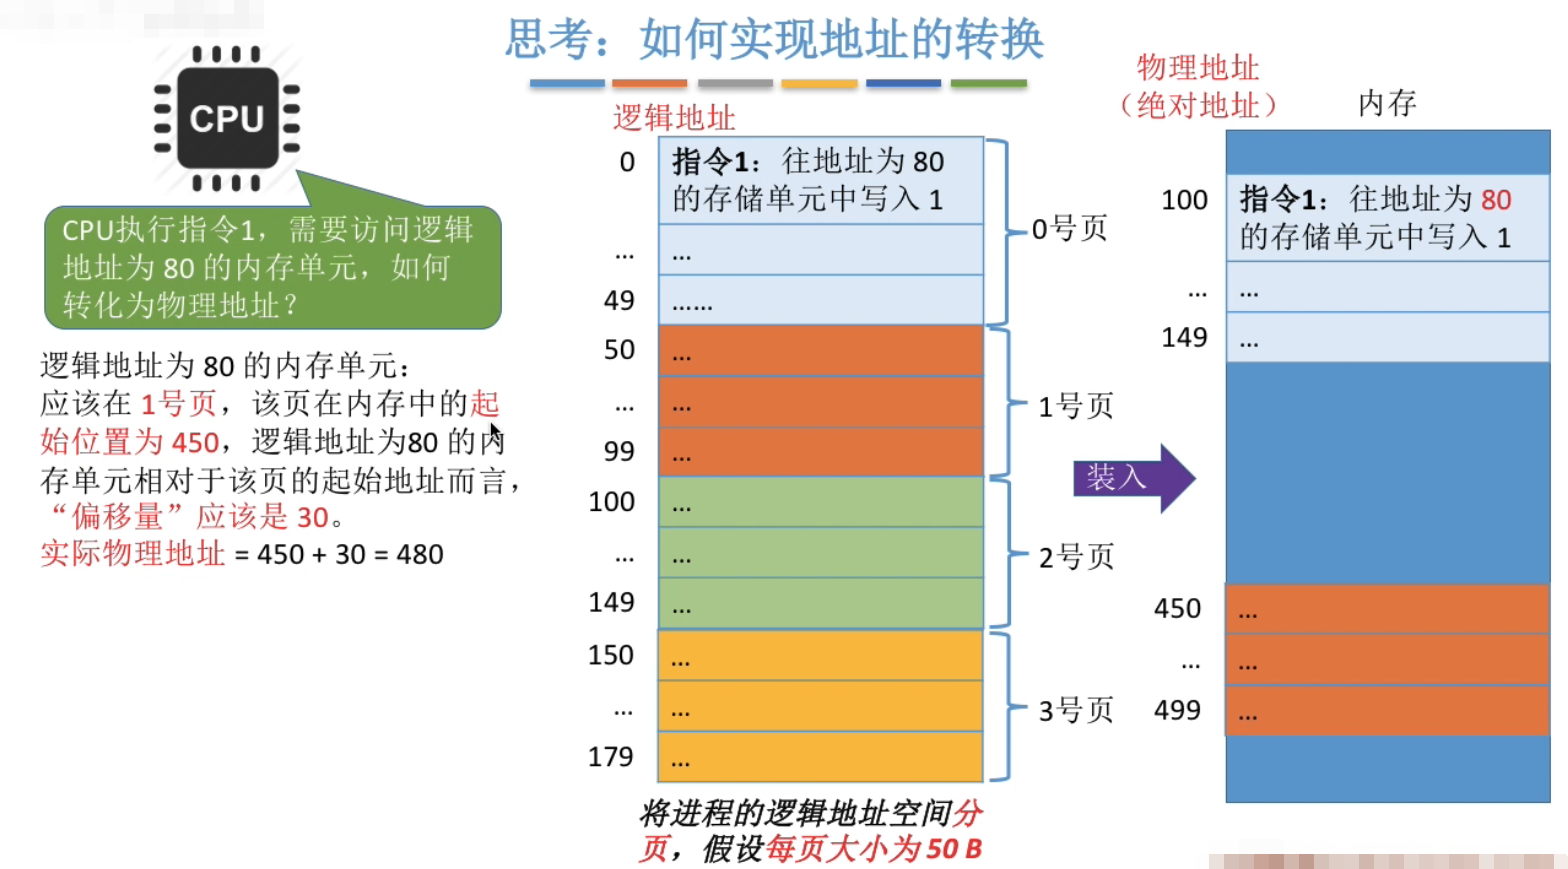 思考：如何实现地址的转换
CPU
CPU执行指令1，需要访问逻辑
地址为 80 的内存单元，如何
转化为物理地址？
逻辑地址为 80 的内存单元：
应该在 1号页，该页在内存中的起
始位置为 450，逻辑地址为80 的内
存单元相对于该页的起始地址而言，
“偏移量”应该是 30。
实际物理地址 = 450 + 30 = 480
逻辑地址
0
指令1：往地址为 80
的存储单元中写入 1
... ...
49 ……
0号页
50 ...
... ...
99 ...
1号页
100 ...
... ...
149 ...
2号页
150 ...
... ...
179 ...
3号页
将进程的逻辑地址空间分
页，假设每页大小为 50 B
装入
物理地址
（绝对地址）
内存
100
指令1：往地址为 80
的存储单元中写入 1
... ...
149 ...
450 ...
... ...
499 ...